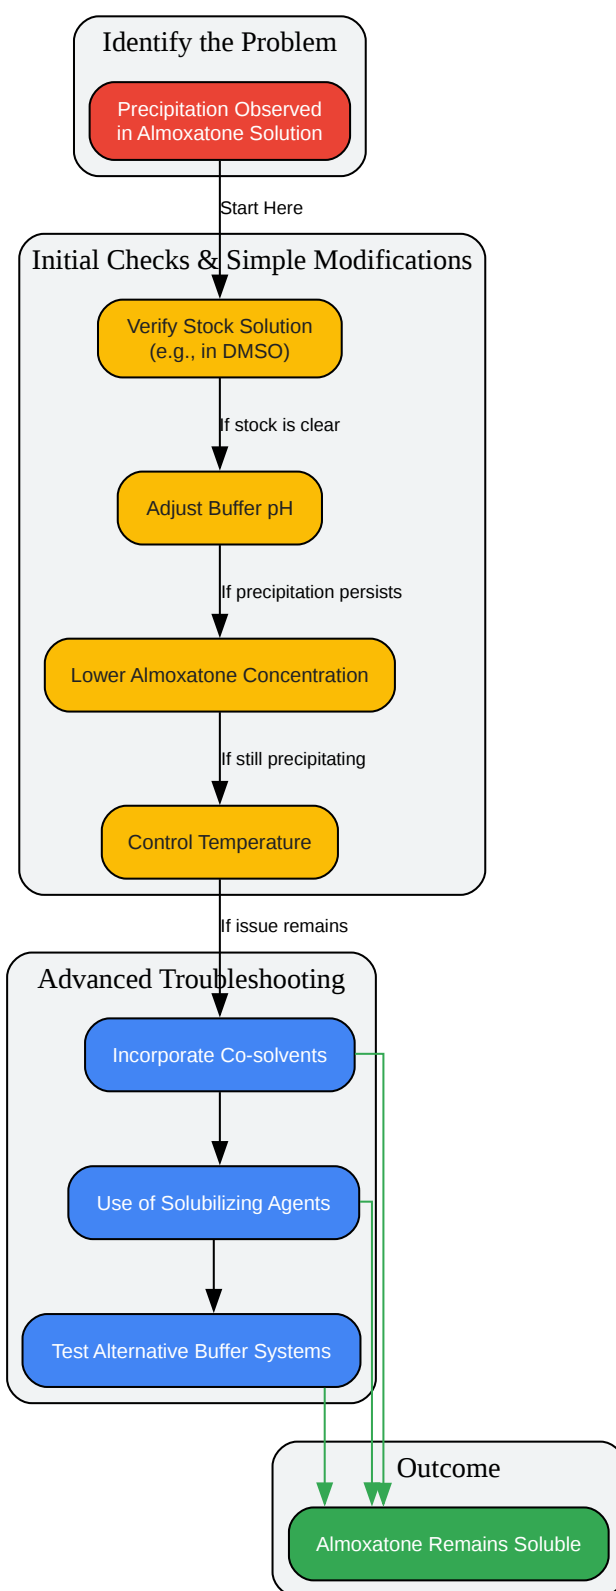 Identify the Problem
Precipitation Observed
in Almoxatone Solution
Start Here
Initial Checks & Simple Modifications
Verify Stock Solution
(e.g., in DMSO)
If stock is clear
Adjust Buffer pH
If precipitation persists
Lower Almoxatone Concentration
If still precipitating
Control Temperature
If issue remains
Advanced Troubleshooting
Incorporate Co-solvents
Use of Solubilizing Agents
Test Alternative Buffer Systems
Outcome
Almoxatone Remains Soluble